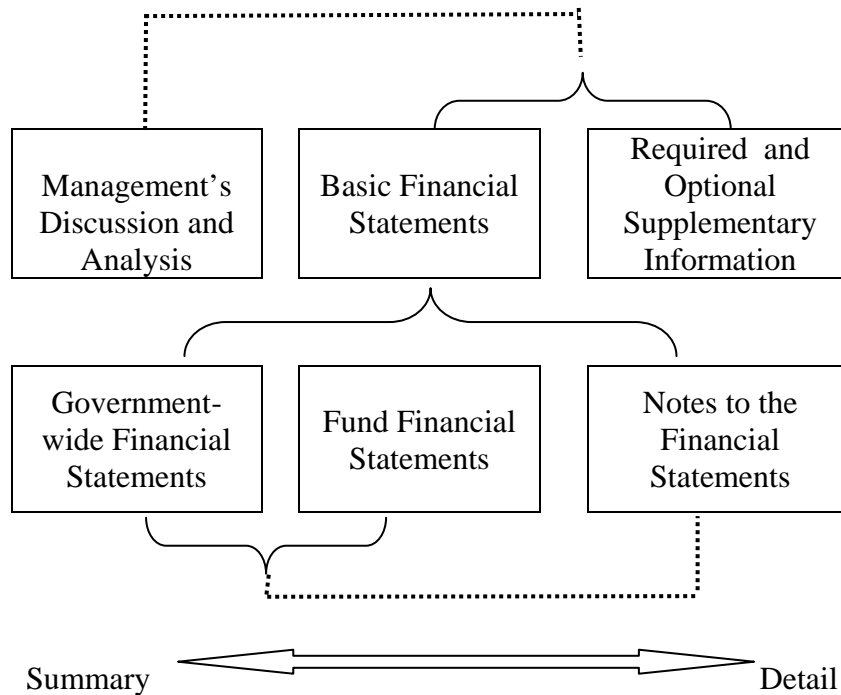 Management’s
Discussion and
Analysis
Basic Financial
Statements
Required and
Optional
Supplementary
Information
Government-
wide Financial
Statements
Fund Financial
Statements
Notes to the
Financial
Statements
Summary
Detail